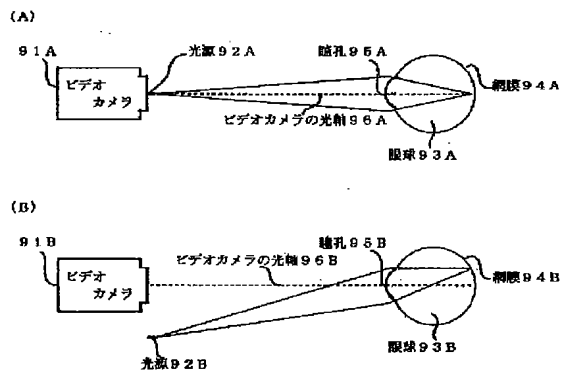 (A)
91A
光源92A
瞳孔95A
ビデオ
カメラ
網膜94A
ビデオカメラの光軸96A
眼球93A
(B)
91B
ビデオカメラの光軸96B
瞳孔95B
ビデオ
カメラ
網膜94B
光源92B
眼球93B